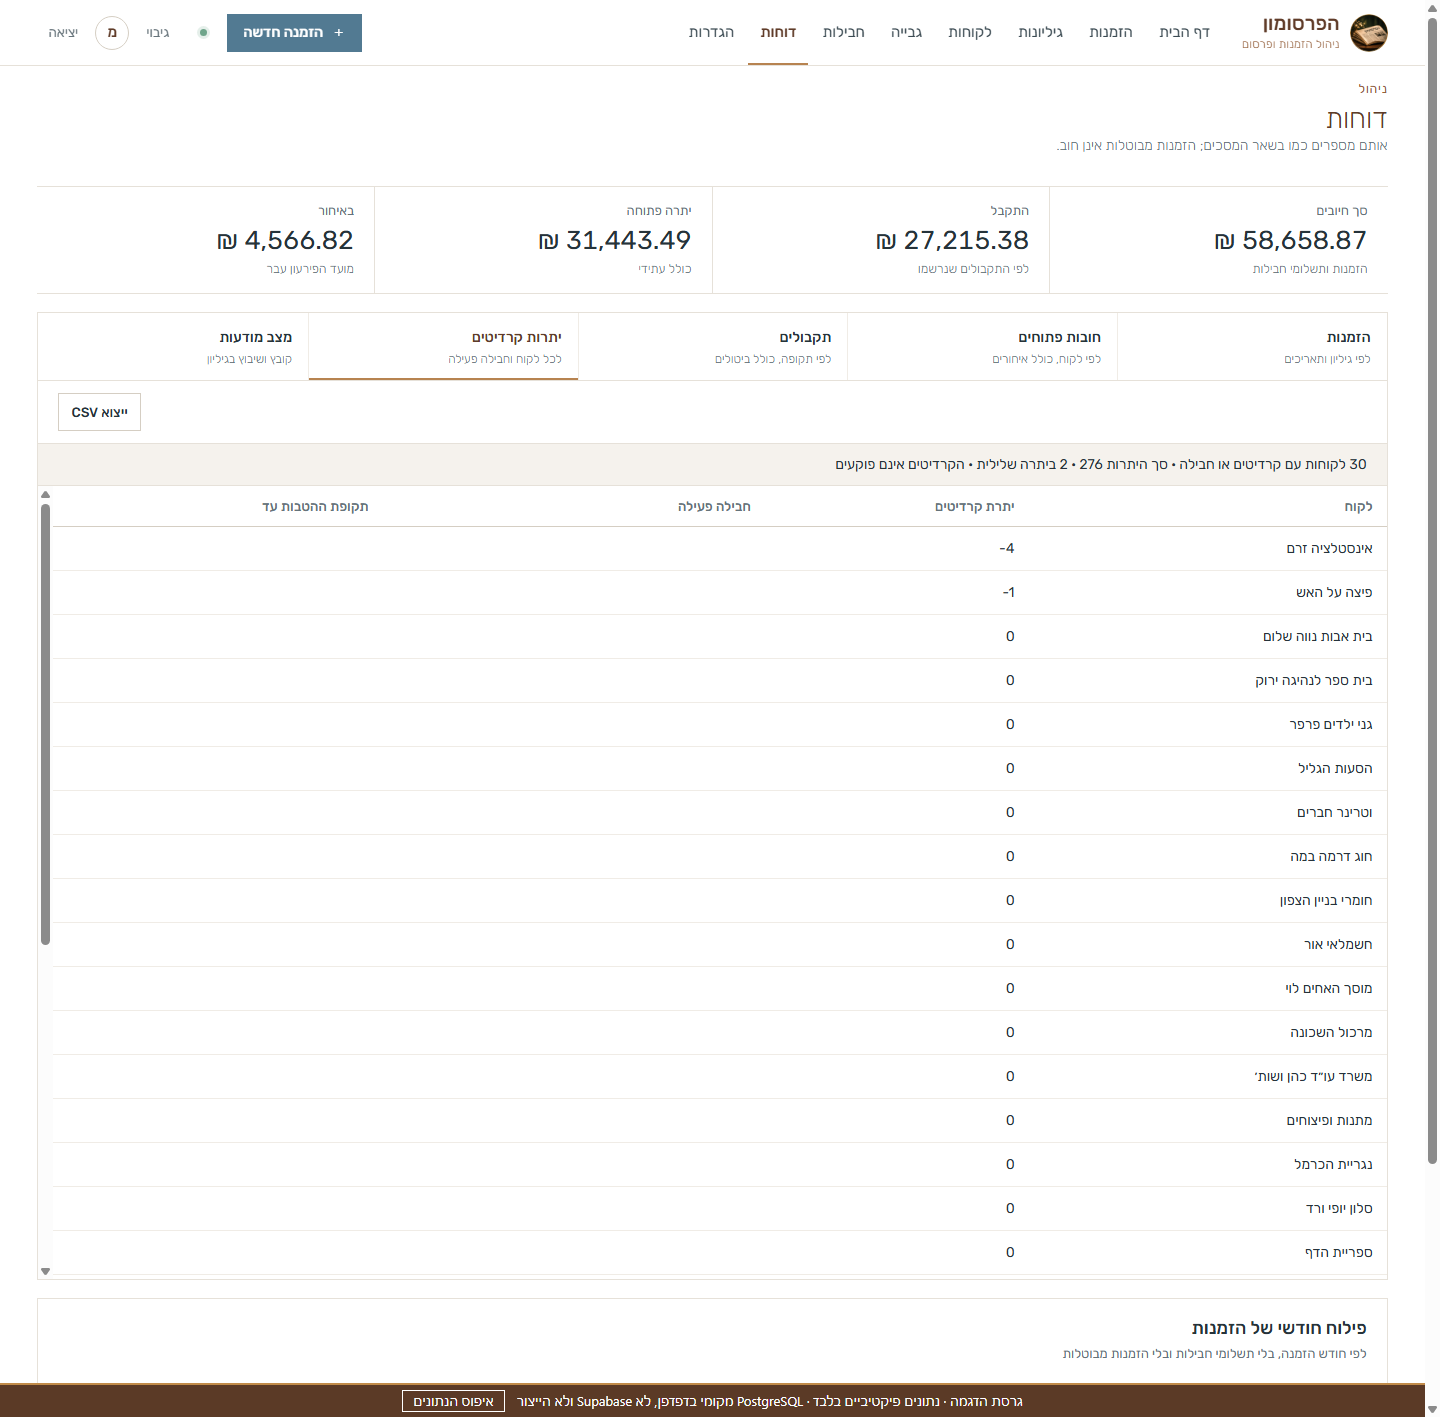 הפרסומון
ניהול הזמנות ופרסום
דף הבית
הזמנות
גיליונות
לקוחות
גבייה
חבילות
דוחות
הגדרות
+ הזמנה חדשה
גיבוי
מ
יציאה
ניהול
דוחות
אותם מספרים כמו בשאר המסכים; הזמנות מבוטלות אינן חוב.
סך חיובים
58,658.87 ₪
הזמנות ותשלומי חבילות
התקבל
27,215.38 ₪
לפי התקבולים שנרשמו
יתרה פתוחה
31,443.49 ₪
כולל עתידי
באיחור
4,566.82 ₪
מועד הפירעון עבר
הזמנות
לפי גיליון ותאריכים
חובות פתוחים
לפי לקוח, כולל איחורים
תקבולים
לפי תקופה, כולל ביטולים
יתרות קרדיטים
לכל לקוח וחבילה פעילה
מצב מודעות
קובץ ושיבוץ בגיליון
ייצוא CSV
30 לקוחות עם קרדיטים או חבילה • סך היתרות 276 • 2 ביתרה שלילית • הקרדיטים אינם פוקעים
לקוח יתרת קרדיטים חבילה פעילה תקופת ההטבות עד
אינסטלציה זרם 4-
פיצה על האש 1-
בית אבות נווה שלום 0
בית ספר לנהיגה ירוק 0
גני ילדים פרפר 0
הסעות הגליל 0
וטרינר חברים 0
חוג דרמה במה 0
חומרי בניין הצפון 0
חשמלאי אור 0
מוסך האחים לוי 0
מרכול השכונה 0
משרד עו״ד כהן ושות׳ 0
מתנות ופיצוחים 0
נגריית הכרמל 0
סלון יופי ורד 0
ספריית הדף 0
פילוח חודשי של הזמנות
לפי חודש הזמנה, בלי תשלומי חבילות ובלי הזמנות מבוטלות
גרסת הדגמה · נתונים פיקטיביים בלבד · PostgreSQL מקומי בדפדפן, לא Supabase ולא הייצור
איפוס הנתונים